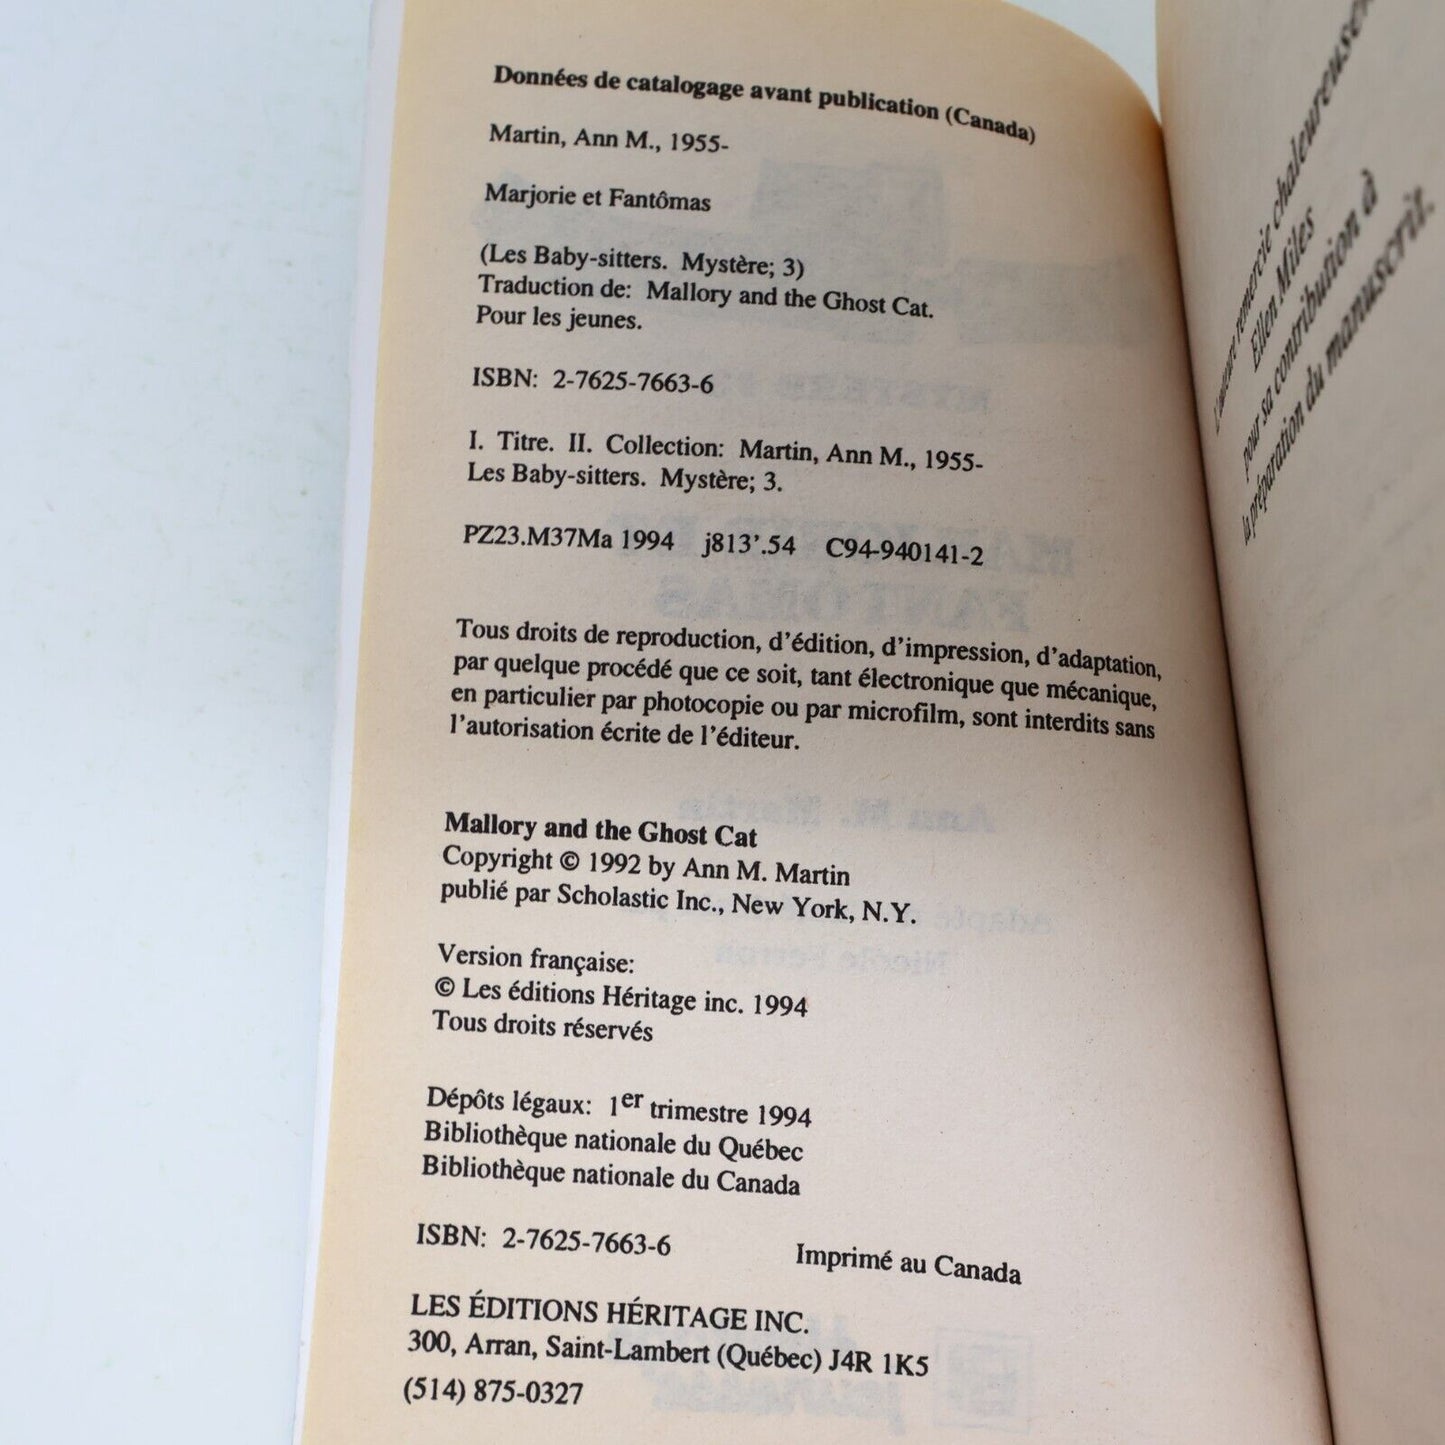 Données de catalogage avant publication (Canada)
Martin, Ann M., 1955-
Marjorie et Fantômas
(Les Baby-sitters. Mystère; 3)
Traduction de: Mallory and the Ghost Cat.
Pour les jeunes.
ISBN: 2-7625-7663-6
I. Titre. II. Collection: Martin, Ann M., 1955-
Les Baby-sitters. Mystère; 3.
PZ23.M37Ma 1994 j813'.54 C94-940141-2
Tous droits de reproduction, d'édition, d'impression, d'adaptation,
par quelque procédé que ce soit, tant électronique que mécanique,
en particulier par photocopie ou par microfilm, sont interdits sans
l'autorisation écrite de l'éditeur.
Mallory and the Ghost Cat
Copyright © 1992 by Ann M. Martin
publié par Scholastic Inc., New York, N.Y.
Version française:
© Les éditions Héritage inc. 1994
Tous droits réservés
Dépôts légaux: 1er trimestre 1994
Bibliothèque nationale du Québec
Bibliothèque nationale du Canada
ISBN: 2-7625-7663-6 Imprimé au Canada
LES ÉDITIONS HÉRITAGE INC.
300, Arran, Saint-Lambert (Québec) J4R 1K5
(514) 875-0327
L'auteure remercie
Ellen Miles
pour sa contribution à
la préparation du manuscrit.